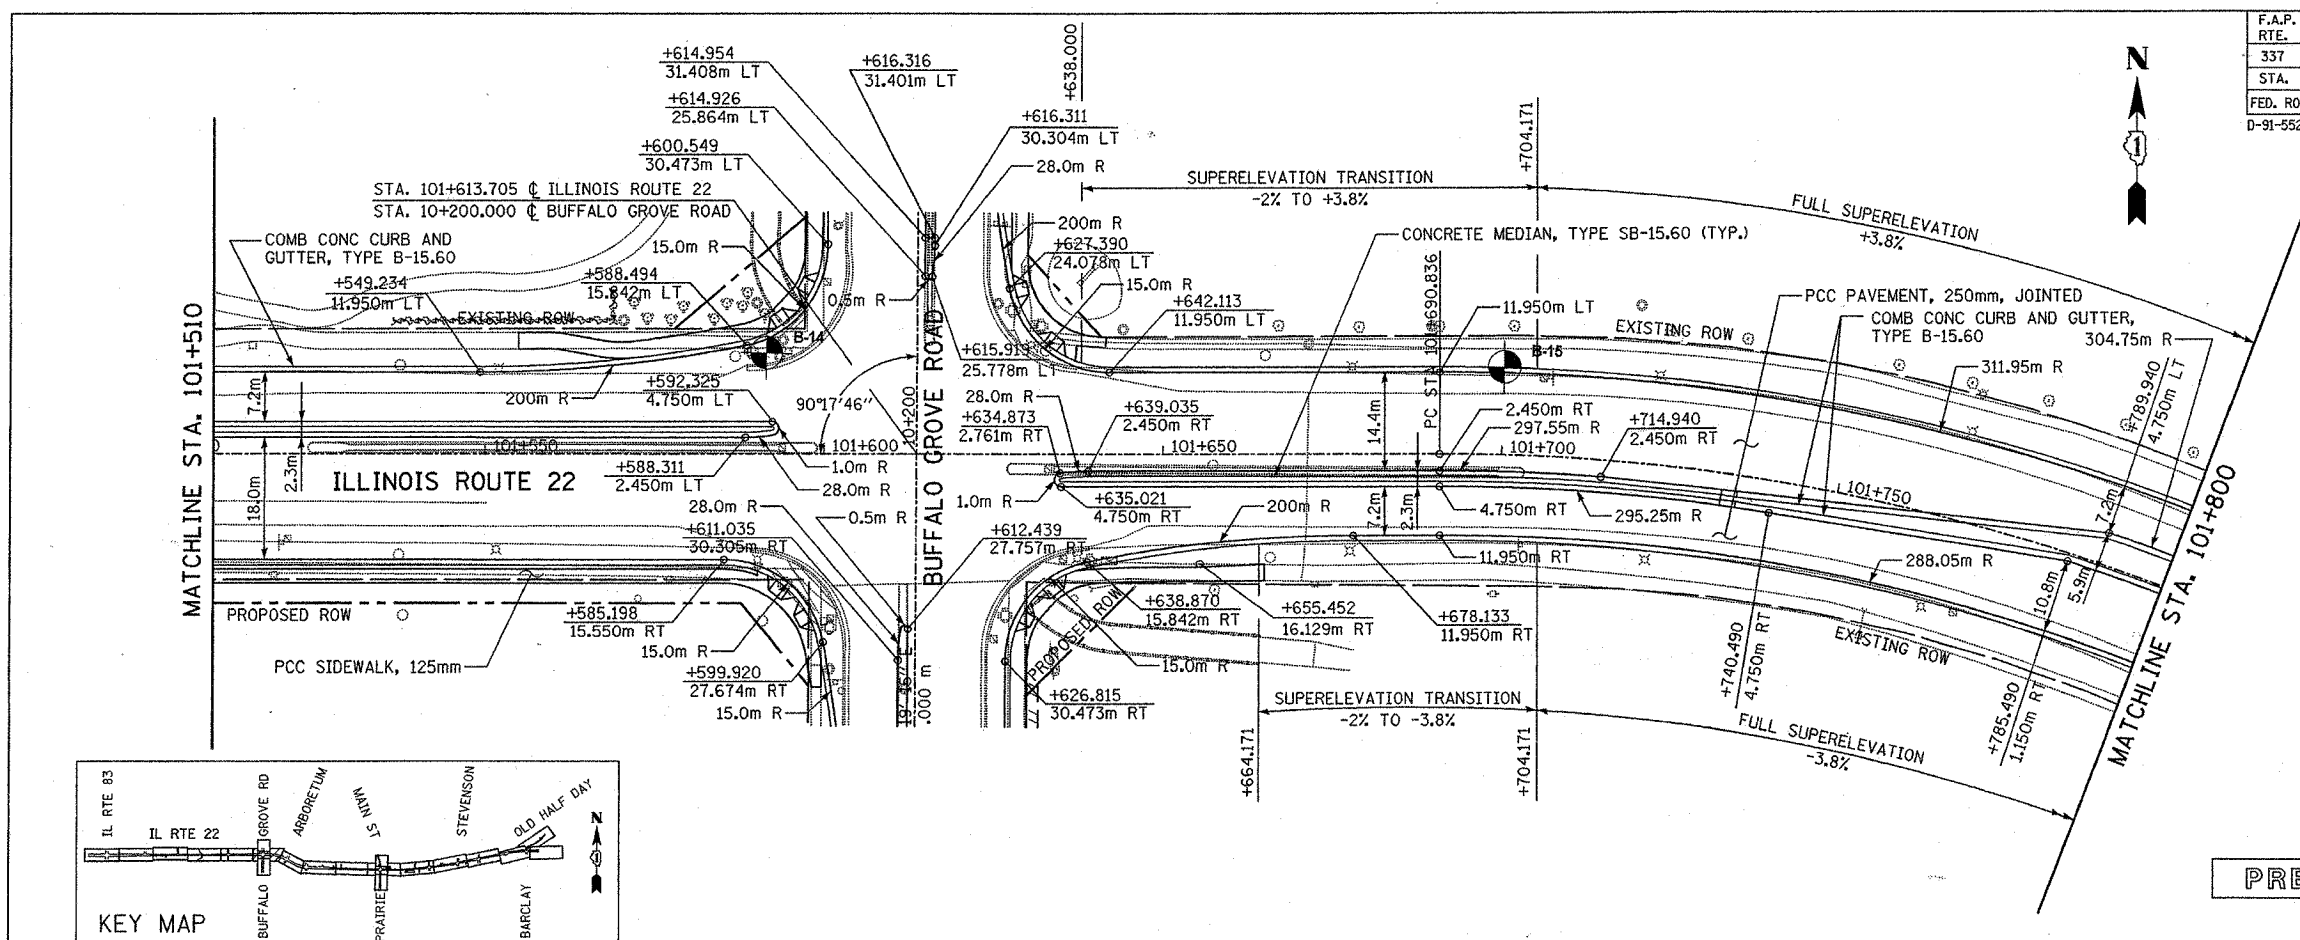 F.A.P.
RTE.
337
STA.
FED. RO
D-91-552
N
1
+614.954
31.408m LT
+616.316
31.401m LT
+638.000
+614.926
25.864m LT
+616.311
30.304m LT
+704.171
+600.549
30.473m LT
28.0m R
SUPERELEVATION TRANSITION
-2% TO +3.8%
FULL SUPERELEVATION
+3.8%
STA. 101+613.705 ℄ ILLINOIS ROUTE 22
STA. 10+200.000 ℄ BUFFALO GROVE ROAD
COMB CONC CURB AND
GUTTER, TYPE B-15.60
15.0m R
200m R
+627.390
24.078m LT
CONCRETE MEDIAN, TYPE SB-15.60 (TYP.)
+549.234
11.950m LT
+588.494
15.842m LT
0.5m R
15.0m R
+642.113
11.950m LT
PC STA 101+690.836
11.950m LT
PCC PAVEMENT, 250mm, JOINTED
COMB CONC CURB AND GUTTER,
TYPE B-15.60
304.75m R
EXISTING ROW
EXISTING ROW
MATCHLINE STA. 101+510
B-14
B-15
+615.919
25.778m LT
311.95m R
+789.940
4.750m LT
7.2m
200m R
+592.325
4.750m LT
90°17'46"
10+200
BUFFALO GROVE ROAD
28.0m R
+634.873
2.761m RT
+639.035
2.450m RT
14.4m
2.450m RT
297.55m R
+714.940
2.450m RT
101+550
101+600
101+650
101+700
101+750
2.3m
18.0m
ILLINOIS ROUTE 22
+588.311
2.450m LT
1.0m R
28.0m R
28.0m R
0.5m R
1.0m R
+635.021
4.750m RT
200m R
7.2m
2.3m
4.750m RT
295.25m R
7.2m
MATCHLINE STA. 101+800
+611.035
30.305m RT
+612.439
27.757m RT
11.950m RT
288.05m R
10.8m
5.9m
PROPOSED ROW
+585.198
15.550m RT
PROPOSED ROW
+638.870
15.842m RT
+655.452
16.129m RT
+678.133
11.950m RT
+740.490
4.750m RT
EXISTING ROW
PCC SIDEWALK, 125mm
15.0m R
+599.920
27.674m RT
15.0m R
19' 46" E
.000 m
15.0m R
+626.815
30.473m RT
SUPERELEVATION TRANSITION
-2% TO -3.8%
FULL SUPERELEVATION
-3.8%
+785.490
1.150m RT
+664.171
+704.171
IL RTE 83
IL RTE 22
GROVE RD
ARBORETUM
MAIN ST
STEVENSON
OLD HALF DAY
N
BUFFALO
PRAIRIE
BARCLAY
KEY MAP
PRE